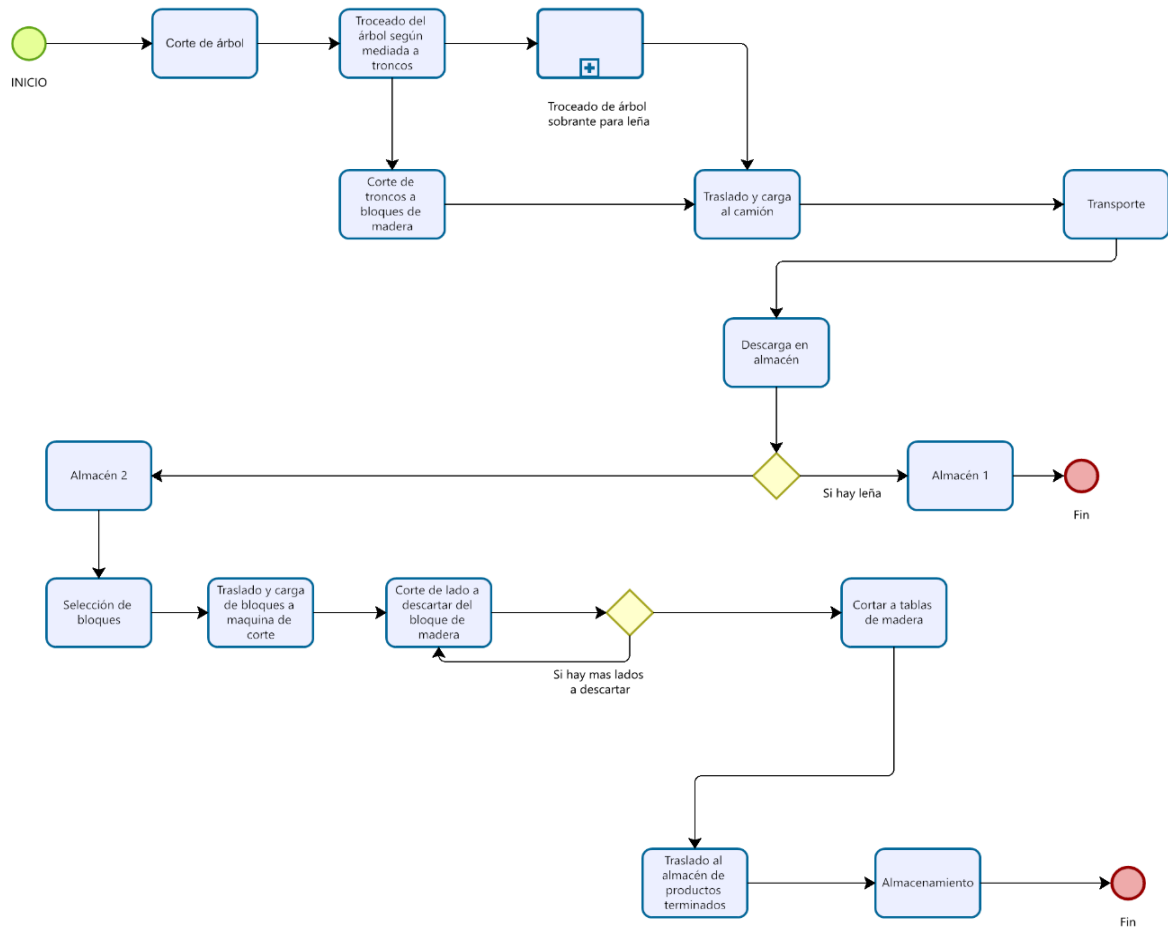 INICIO
Corte de árbol
Troceado del
árbol según
mediada a
troncos
Troceado de árbol
sobrante para leña
Corte de
troncos a
bloques de
madera
Traslado y carga
al camión
Transporte
Descarga en
almacén
Almacén 2
Si hay leña
Almacén 1
Fin
Selección de
bloques
Traslado y carga
de bloques a
maquina de
corte
Corte de lado a
descartar del
bloque de
madera
Si hay mas lados
a descartar
Cortar a tablas
de madera
Traslado al
almacén de
productos
terminados
Almacenamiento
Fin